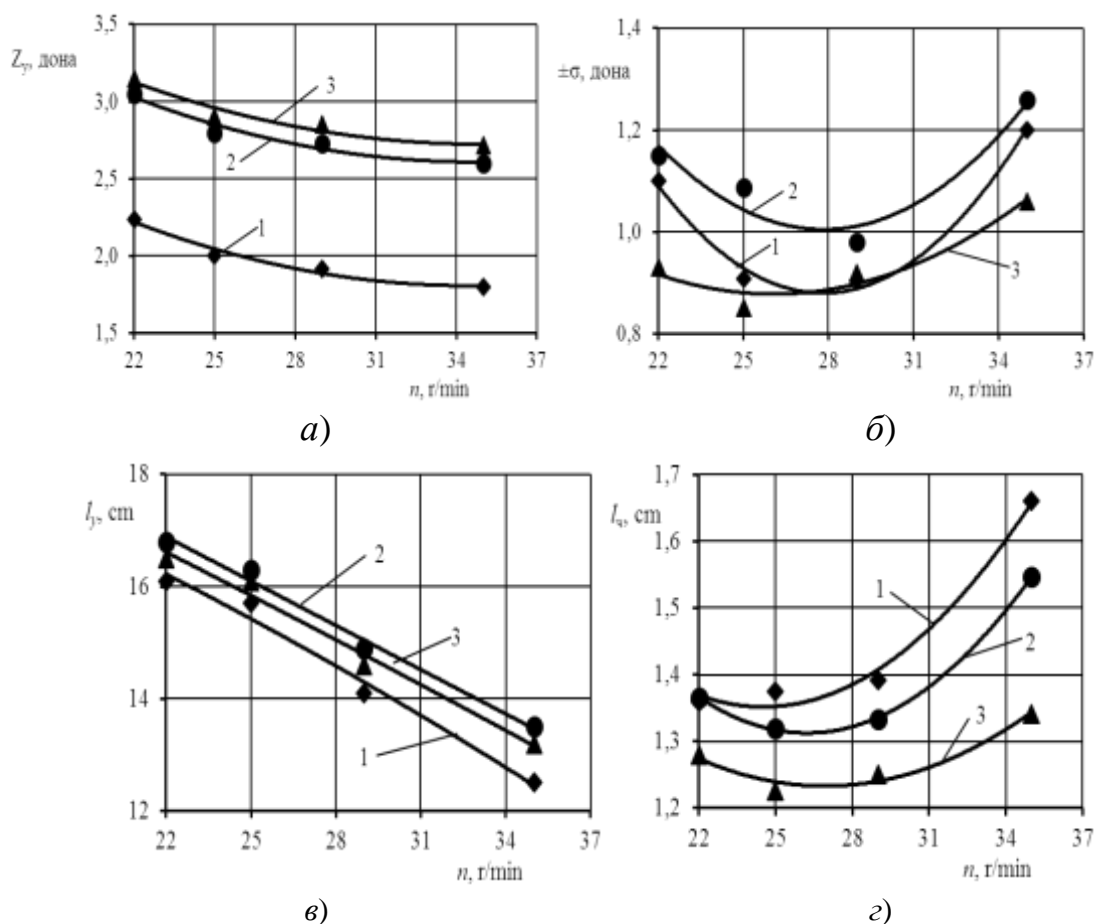 3,5
Zу, дона
3,0
2,5
2,0
1,5
3
2
1
22 25 28 31 34 37
n, r/min
а)
1,4
±σ, дона
1,2
1,0
0,8
2
1
3
22 25 28 31 34 37
n, r/min
б)
18
lу, cm
16
14
12
2
3
1
22 25 28 31 34 37
n, r/min
в)
1,7
lч, cm
1,6
1,5
1,4
1,3
1,2
1
2
3
22 25 28 31 34 37
n, r/min
г)